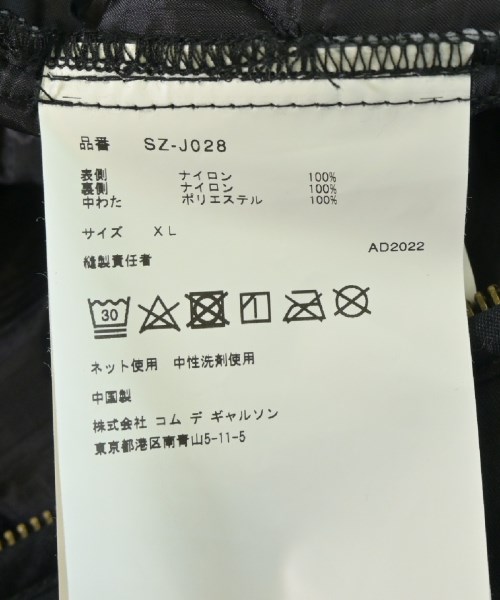 品番 SZ-J028
表側 ナイロン 100%
裏側 ナイロン 100%
中わた ポリエステル 100%
サイズ XL
AD2022
縫製責任者
30
ネット使用 中性洗剤使用
中国製
株式会社 コム デ ギャルソン
東京都港区南青山5-11-5